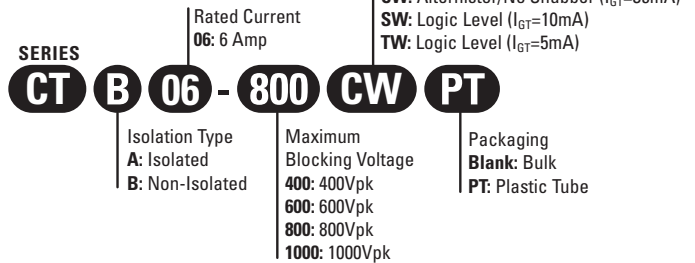 Rated Current
06: 6 Amp
SW: Logic Level (IGT=10mA)
TW: Logic Level (IGT=5mA)
SERIES
CT B 06 - 800 CW PT
Isolation Type
A: Isolated
B: Non-Isolated
Maximum
Blocking Voltage
400: 400Vpk
600: 600Vpk
800: 800Vpk
1000: 1000Vpk
Packaging
Blank: Bulk
PT: Plastic Tube